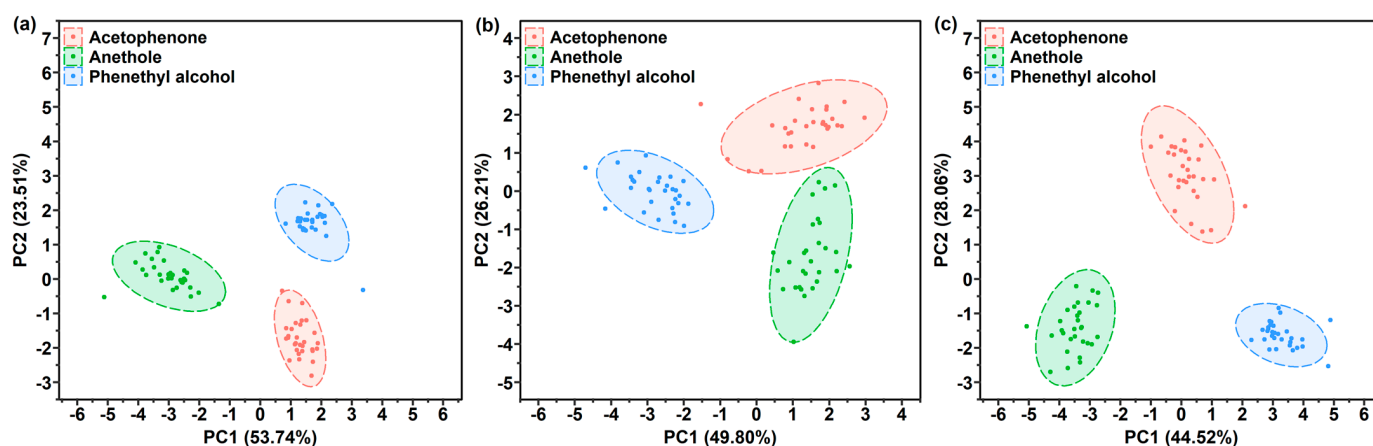 (a)
Acetophenone
Anethole
Phenethyl alcohol
7
6
5
4
3
2
1
0
-1
-2
-3
PC2 (23.51%)
-6 -5 -4 -3 -2 -1 0 1 2 3 4 5 6
PC1 (53.74%)
(b)
Acetophenone
Anethole
Phenethyl alcohol
5
4
3
2
1
0
-1
-2
-3
-4
-5
PC2 (26.21%)
-6 -5 -4 -3 -2 -1 0 1 2 3 4
PC1 (49.80%)
(c)
Acetophenone
Anethole
Phenethyl alcohol
7
6
5
4
3
2
1
0
-1
-2
-3
PC2 (28.06%)
-6 -5 -4 -3 -2 -1 0 1 2 3 4 5 6
PC1 (44.52%)